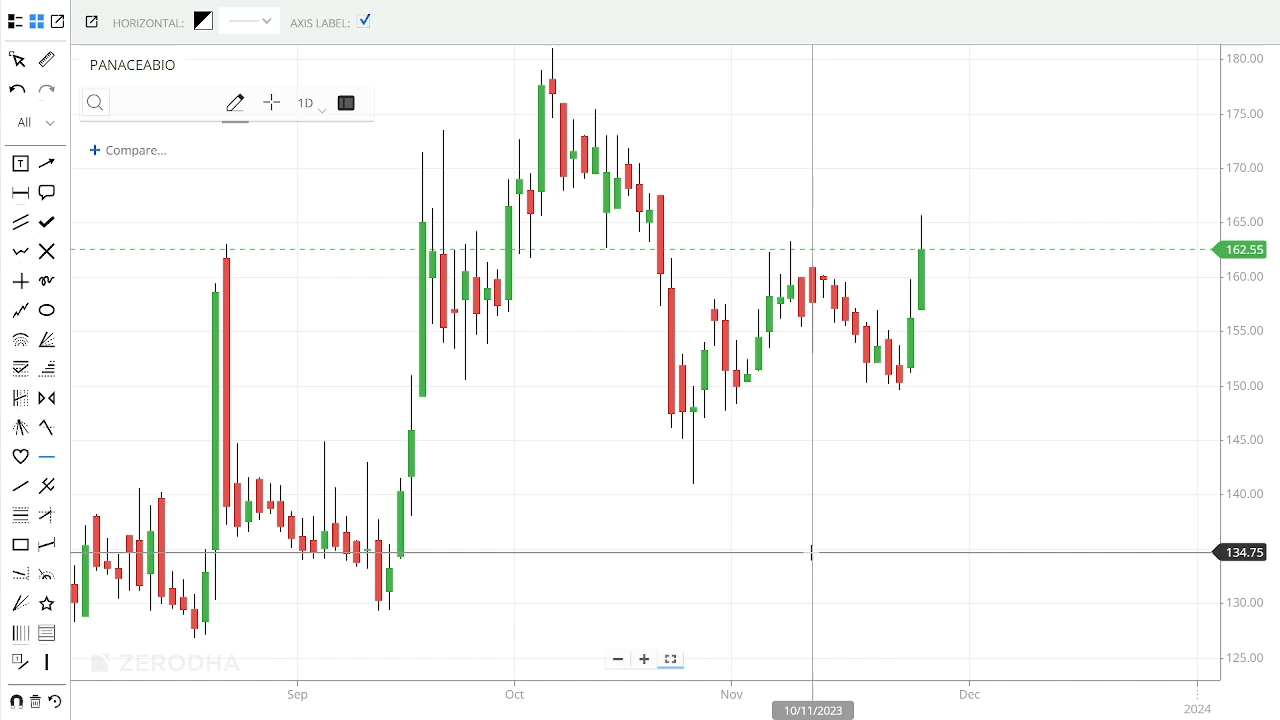 HORIZONTAL:
AXIS LABEL:
PANACEABIO
1D
All
Compare...
180.00
175.00
170.00
165.00
162.55
160.00
155.00
150.00
145.00
140.00
134.75
130.00
125.00
ZERODHA
Sep
Oct
Nov
Dec
10/11/2023
2024